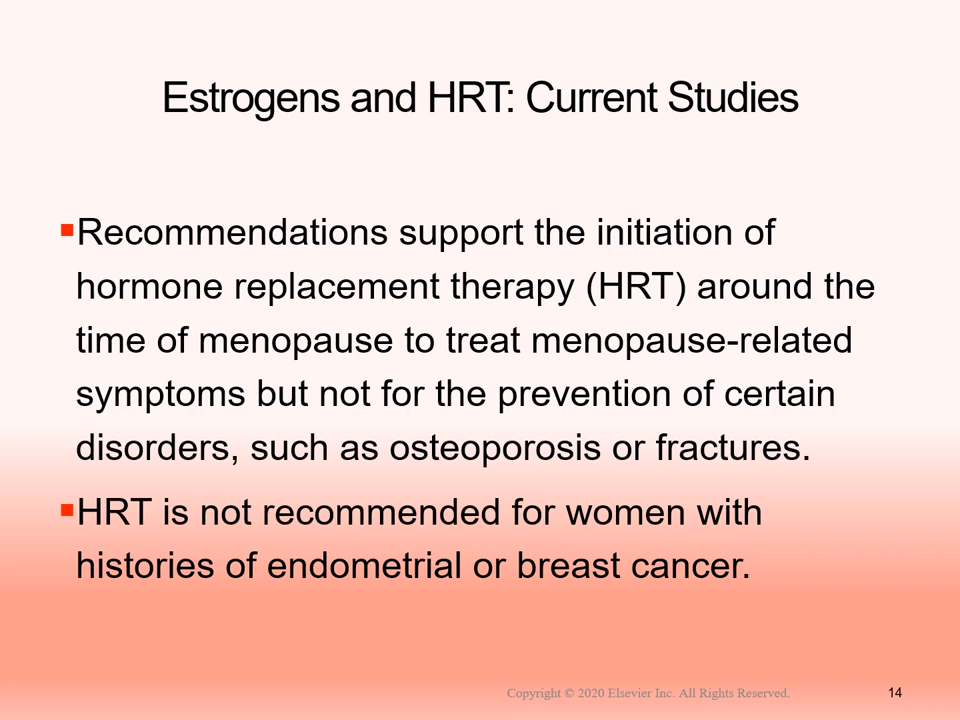 Estrogens and HRT: Current Studies
▪Recommendations support the initiation of
hormone replacement therapy (HRT) around the
time of menopause to treat menopause-related
symptoms but not for the prevention of certain
disorders, such as osteoporosis or fractures.
▪HRT is not recommended for women with
histories of endometrial or breast cancer.
Copyright © 2020 Elsevier Inc. All Rights Reserved.
14